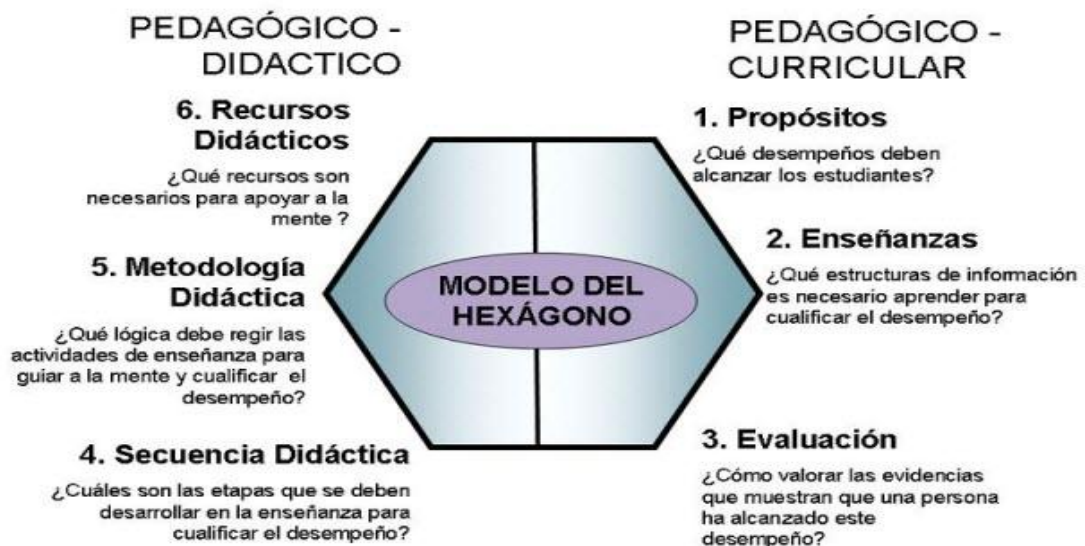 PEDAGÓGICO -
DIDACTICO
6. Recursos
Didácticos
¿Qué recursos son
necesarios para apoyar a la
mente ?
5. Metodología
Didáctica
¿Qué lógica debe regir las
actividades de enseñanza para
guiar a la mente y cualificar el
desempeño?
4. Secuencia Didáctica
¿Cuáles son las etapas que se deben
desarrollar en la enseñanza para
cualificar el desempeño?
MODELO DEL
HEXÁGONO
PEDAGÓGICO -
CURRICULAR
1. Propósitos
¿Qué desempeños deben
alcanzar los estudiantes?
2. Enseñanzas
¿Qué estructuras de información
es necesario aprender para
cualificar el desempeño?
3. Evaluación
¿Cómo valorar las evidencias
que muestran que una persona
ha alcanzado este
desempeño?